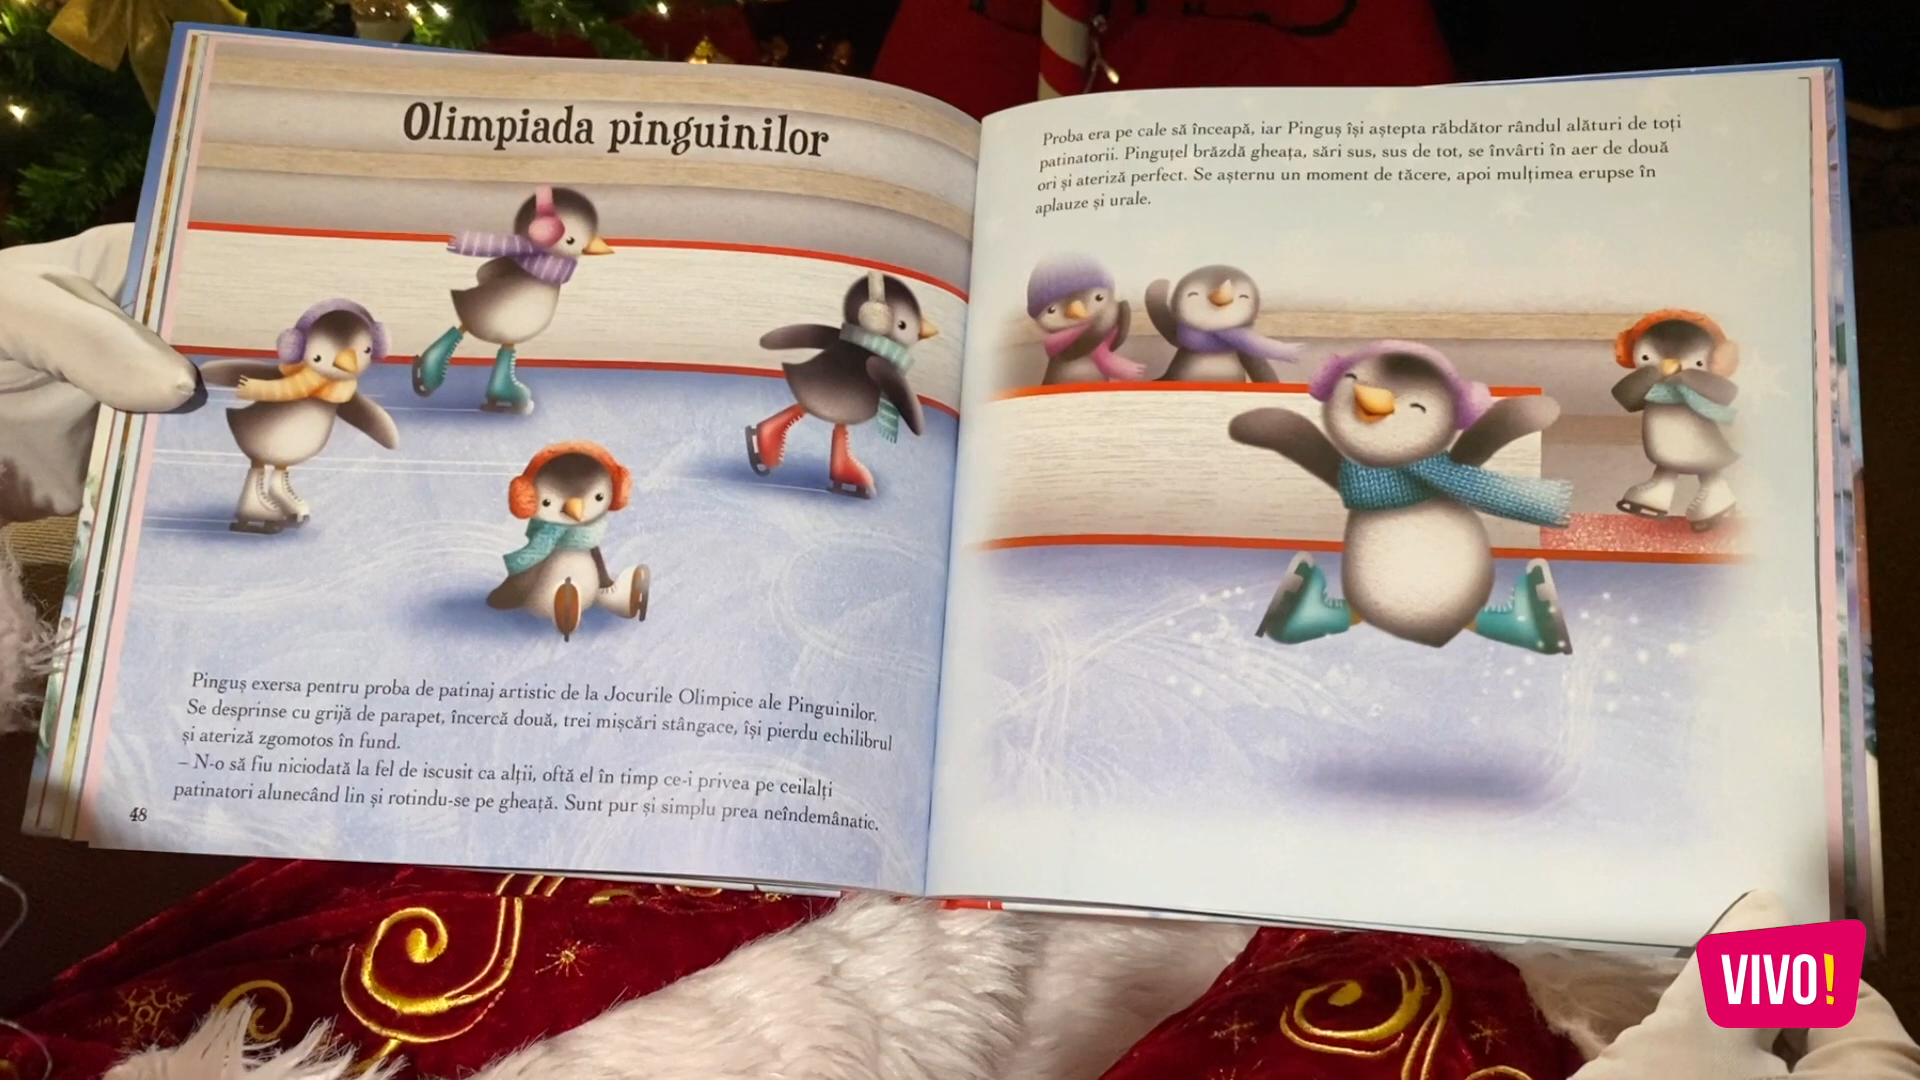 Olimpiada pinguinilor
Pinguș exersa pentru proba de patinaj artistic de la Jocurile Olimpice ale Pinguinilor.
Se desprinse cu grijă de parapet, încercă două, trei mișcări stângace, își pierdu echilibrul
și ateriză zgomotos în fund.
– N-o să fiu niciodată la fel de iscusit ca alții, oftă el în timp ce-i privea pe ceilalți
patinatori alunecând lin și rotindu-se pe gheață. Sunt pur și simplu prea neîndemânatic.
48
Proba era pe cale să înceapă, iar Pinguș își aștepta răbdător rândul alături de toți
patinatorii. Pinguțel brăzdă gheața, sări sus, sus de tot, se învârti în aer de două
ori și ateriză perfect. Se așternu un moment de tăcere, apoi mulțimea erupse în
aplauze și urale.
VIVO!